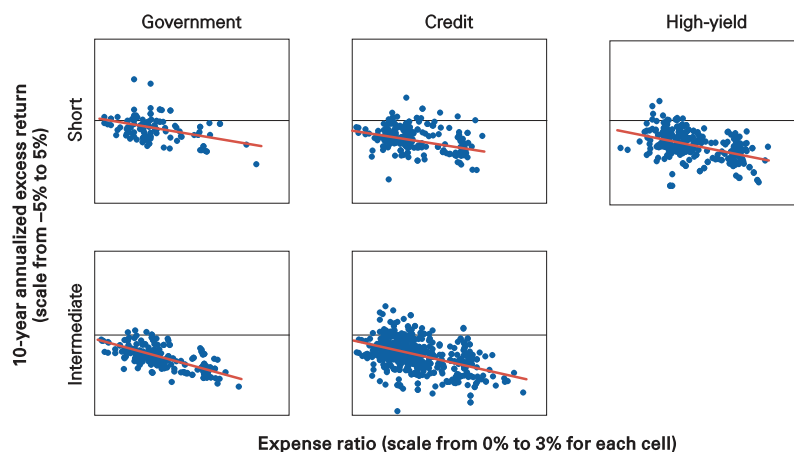 Government
Credit
High-yield
10-year annualized excess return
(scale from –5% to 5%)
Short
Intermediate
Expense ratio (scale from 0% to 3% for each cell)